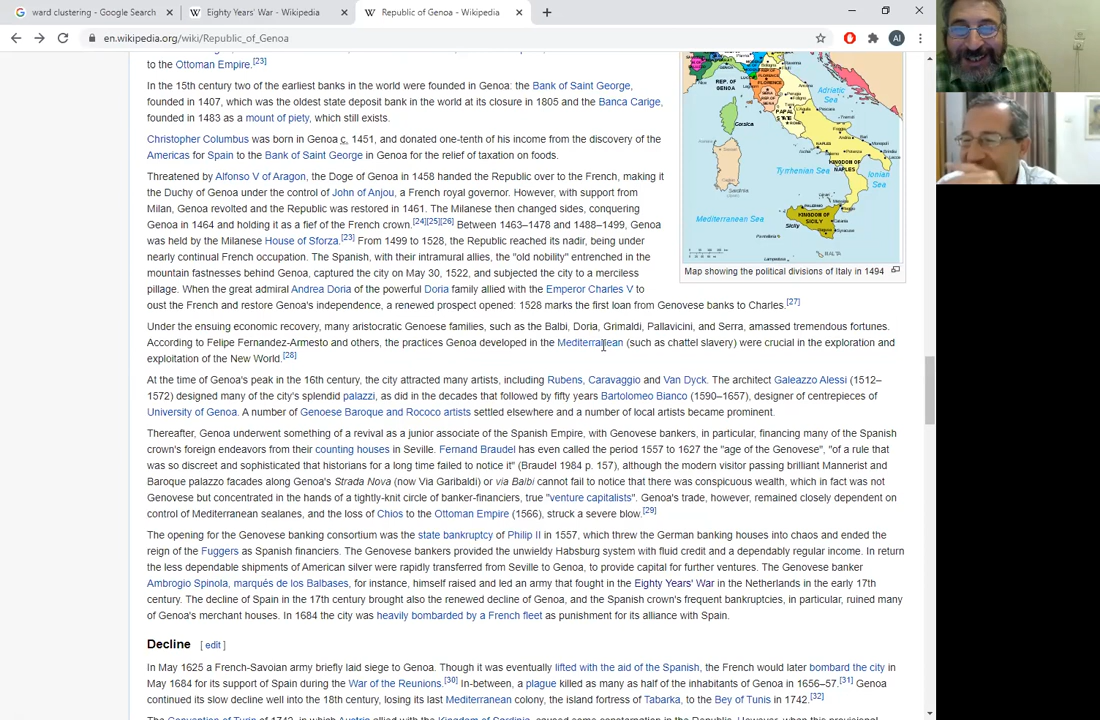 ward clustering - Google Search
Eighty Years' War - Wikipedia
Republic of Genoa - Wikipedia
en.wikipedia.org/wiki/Republic_of_Genoa
AI
to the Ottoman Empire.[23]
In the 15th century two of the earliest banks in the world were founded in Genoa: the Bank of Saint George,
founded in 1407, which was the oldest state deposit bank in the world at its closure in 1805 and the Banca Carige,
founded in 1483 as a mount of piety, which still exists.
Christopher Columbus was born in Genoa c. 1451, and donated one-tenth of his income from the discovery of the
Americas for Spain to the Bank of Saint George in Genoa for the relief of taxation on foods.
Threatened by Alfonso V of Aragon, the Doge of Genoa in 1458 handed the Republic over to the French, making it
the Duchy of Genoa under the control of John of Anjou, a French royal governor. However, with support from
Milan, Genoa revolted and the Republic was restored in 1461. The Milanese then changed sides, conquering
Genoa in 1464 and holding it as a fief of the French crown.[24][25][26] Between 1463–1478 and 1488–1499, Genoa
was held by the Milanese House of Sforza.[23] From 1499 to 1528, the Republic reached its nadir, being under
nearly continual French occupation. The Spanish, with their intramural allies, the "old nobility" entrenched in the
mountain fastnesses behind Genoa, captured the city on May 30, 1522, and subjected the city to a merciless
pillage. When the great admiral Andrea Doria of the powerful Doria family allied with the Emperor Charles V to
oust the French and restore Genoa's independence, a renewed prospect opened: 1528 marks the first loan from Genovese banks to Charles.[27]
REP. OF
GENOA
FLORENCE
PAPAL
STATE
Corsica
Adriatic
Sea
Sardinia
NAPLES
KINGDOM OF
NAPLES
Tyrrhenian Sea
Ionian
Sea
Mediterranean Sea
KINGDOM OF
SICILY
Sicily
MALTA
Map showing the political divisions of Italy in 1494
Under the ensuing economic recovery, many aristocratic Genoese families, such as the Balbi, Doria, Grimaldi, Pallavicini, and Serra, amassed tremendous fortunes.
According to Felipe Fernandez-Armesto and others, the practices Genoa developed in the Mediterranean (such as chattel slavery) were crucial in the exploration and
exploitation of the New World.[28]
At the time of Genoa's peak in the 16th century, the city attracted many artists, including Rubens, Caravaggio and Van Dyck. The architect Galeazzo Alessi (1512–
1572) designed many of the city's splendid palazzi, as did in the decades that followed by fifty years Bartolomeo Bianco (1590–1657), designer of centrepieces of
University of Genoa. A number of Genoese Baroque and Rococo artists settled elsewhere and a number of local artists became prominent.
Thereafter, Genoa underwent something of a revival as a junior associate of the Spanish Empire, with Genovese bankers, in particular, financing many of the Spanish
crown's foreign endeavors from their counting houses in Seville. Fernand Braudel has even called the period 1557 to 1627 the "age of the Genovese", "of a rule that
was so discreet and sophisticated that historians for a long time failed to notice it" (Braudel 1984 p. 157), although the modern visitor passing brilliant Mannerist and
Baroque palazzo facades along Genoa's Strada Nova (now Via Garibaldi) or via Balbi cannot fail to notice that there was conspicuous wealth, which in fact was not
Genovese but concentrated in the hands of a tightly-knit circle of banker-financiers, true "venture capitalists". Genoa's trade, however, remained closely dependent on
control of Mediterranean sealanes, and the loss of Chios to the Ottoman Empire (1566), struck a severe blow.[29]
The opening for the Genovese banking consortium was the state bankruptcy of Philip II in 1557, which threw the German banking houses into chaos and ended the
reign of the Fuggers as Spanish financiers. The Genovese bankers provided the unwieldy Habsburg system with fluid credit and a dependably regular income. In return
the less dependable shipments of American silver were rapidly transferred from Seville to Genoa, to provide capital for further ventures. The Genovese banker
Ambrogio Spinola, marqués de los Balbases, for instance, himself raised and led an army that fought in the Eighty Years' War in the Netherlands in the early 17th
century. The decline of Spain in the 17th century brought also the renewed decline of Genoa, and the Spanish crown's frequent bankruptcies, in particular, ruined many
of Genoa's merchant houses. In 1684 the city was heavily bombarded by a French fleet as punishment for its alliance with Spain.
Decline [ edit ]
In May 1625 a French-Savoian army briefly laid siege to Genoa. Though it was eventually lifted with the aid of the Spanish, the French would later bombard the city in
May 1684 for its support of Spain during the War of the Reunions.[30] In-between, a plague killed as many as half of the inhabitants of Genoa in 1656–57.[31] Genoa
continued its slow decline well into the 18th century, losing its last Mediterranean colony, the island fortress of Tabarka, to the Bey of Tunis in 1742.[32]